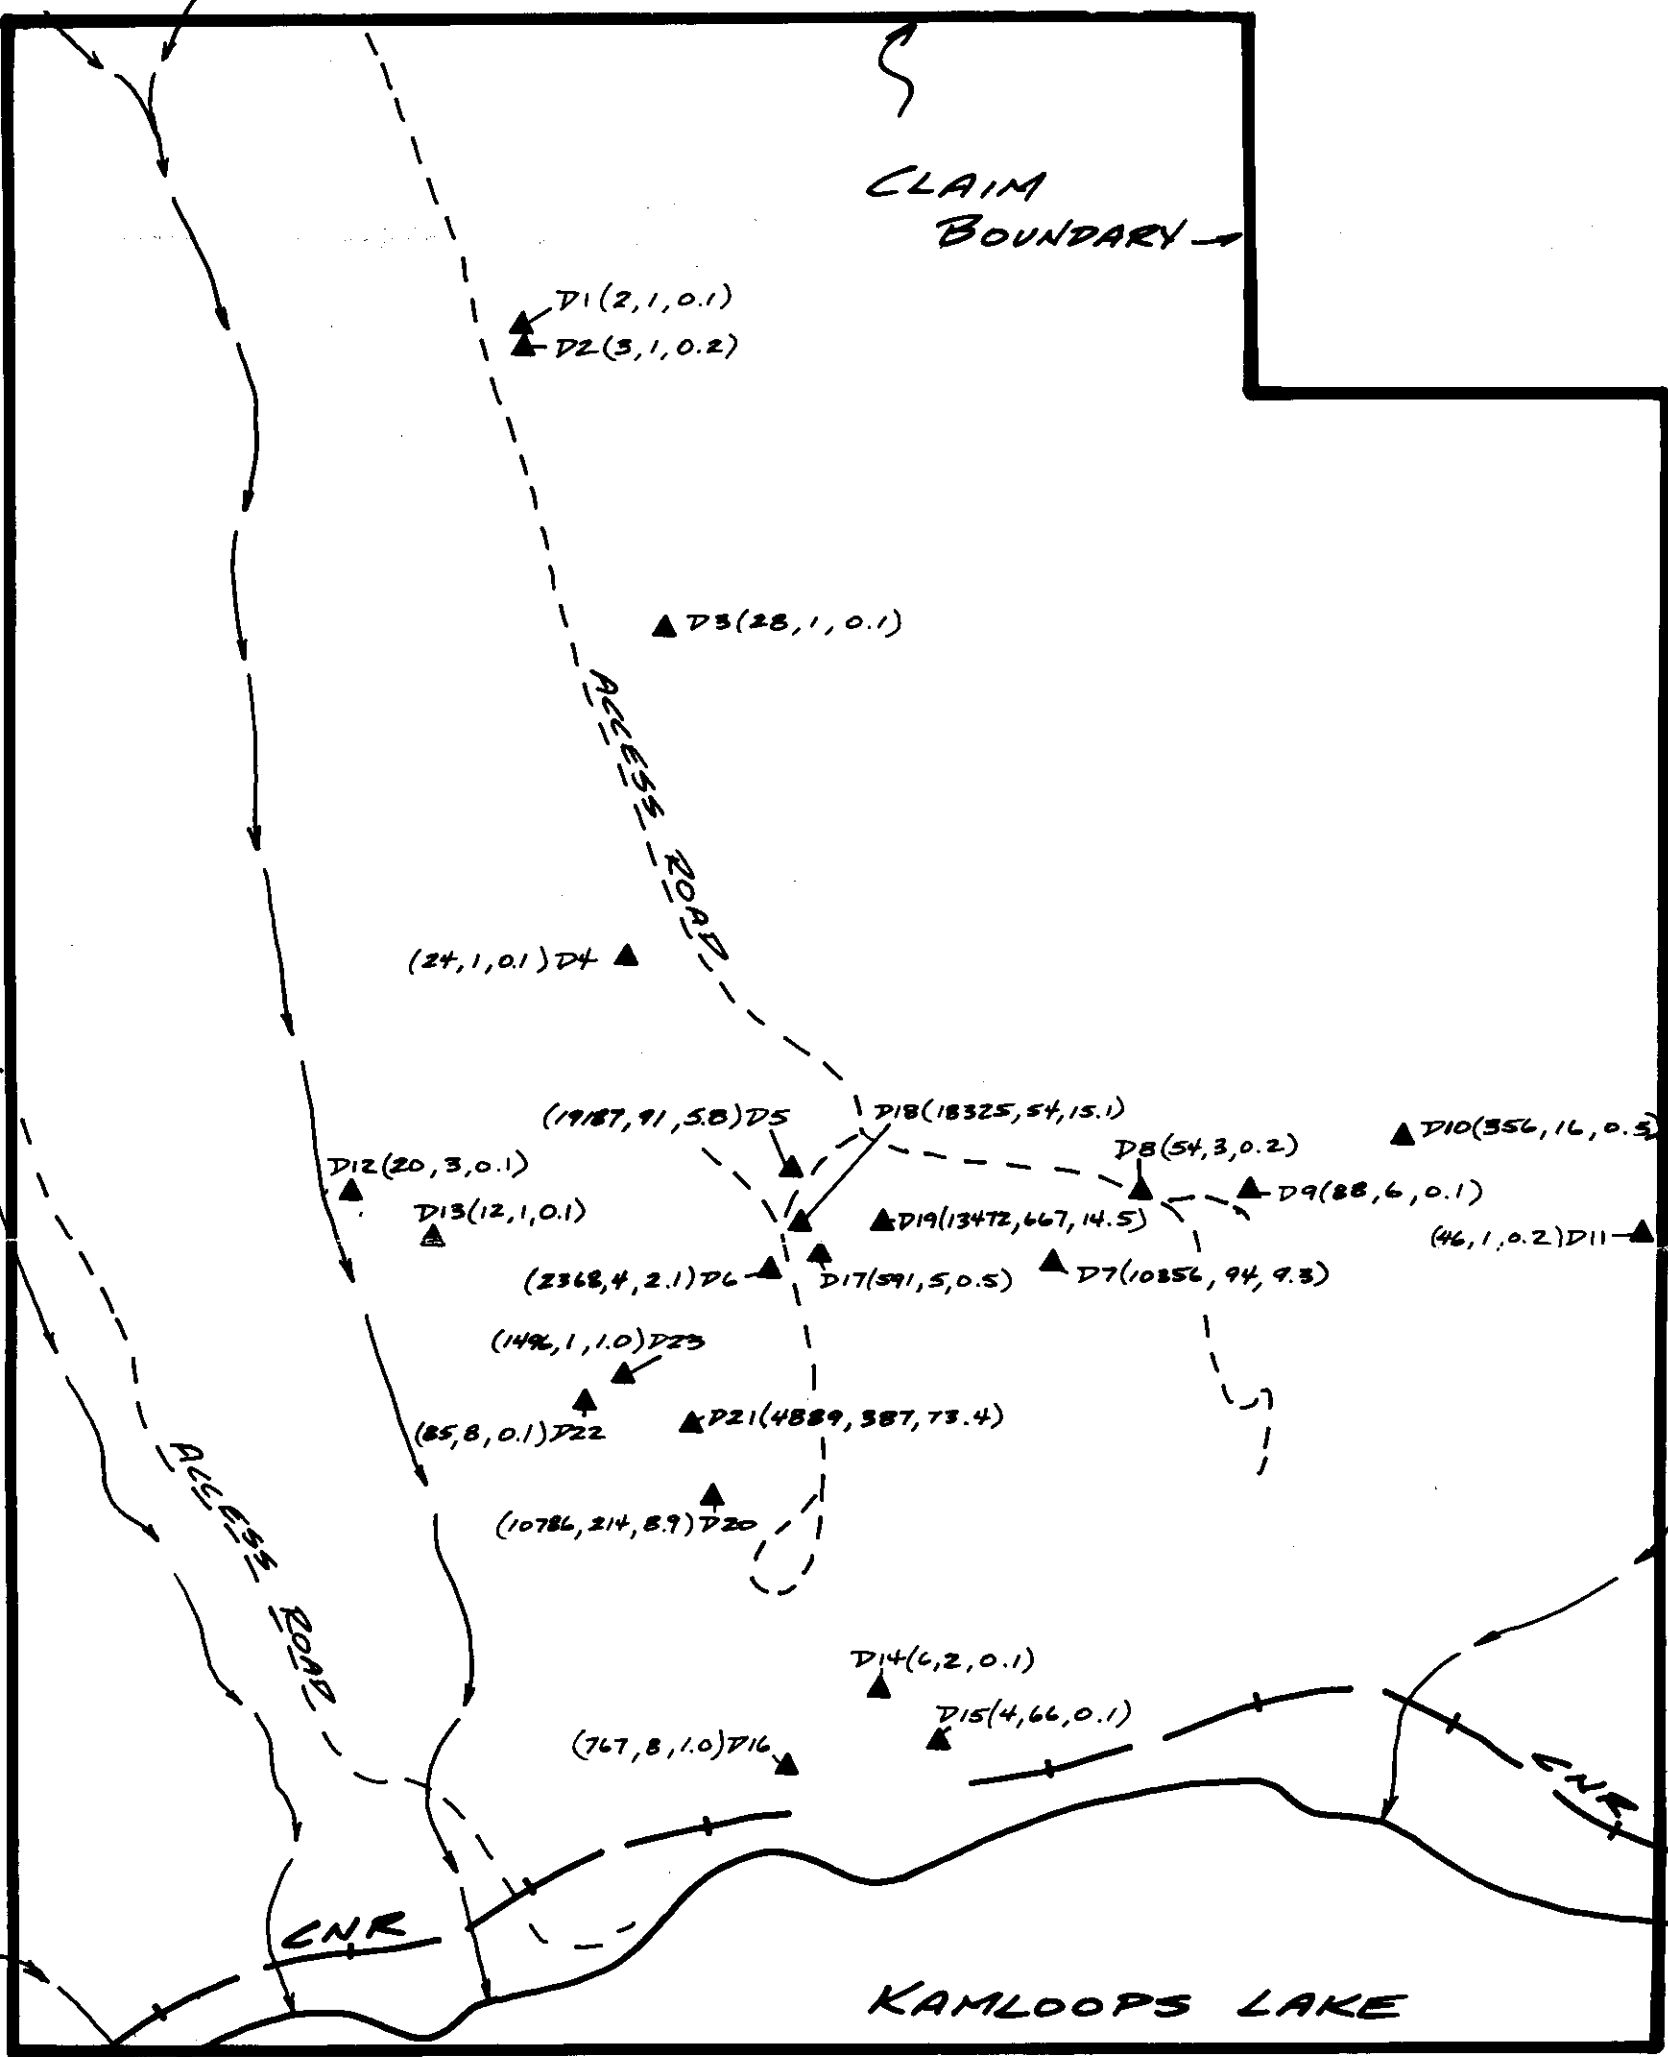 CLAIM
BOUNDARY
D1(2,1,0.1)
D2(3,1,0.2)
D3(28,1,0.1)
ACCESS ROAD
(24,1,0.1)D4
(19187,91,5.8)D5
D18(18325,54,15.1)
D10(356,16,0.5)
D8(54,3,0.2)
D12(20,3,0.1)
D9(88,6,0.1)
D13(12,1,0.1)
D19(13472,667,14.5)
(46,1,0.2)D11
(2368,4,2.1)D6
D17(591,5,0.5)
D7(10356,94,9.3)
(1496,1,1.0)D23
D21(4889,387,73.4)
(85,8,0.1)D22
ACCESS ROAD
(10786,214,8.9)D20
D14(6,2,0.1)
D15(4,66,0.1)
(767,8,1.0)D16
CNR
CNR
KAMLOOPS LAKE